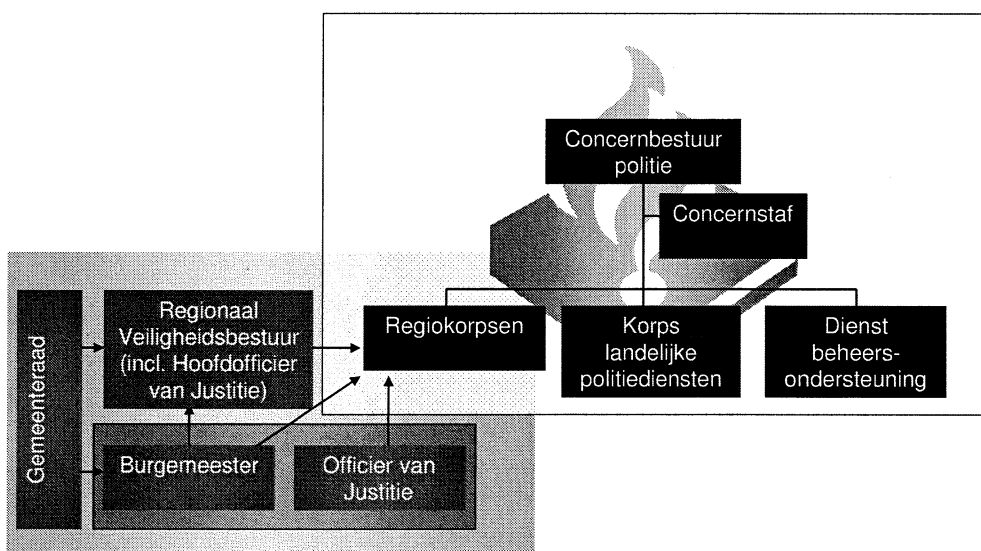 Concernbestuur
politie
Concernstaf
Regionaal
Veiligheidsbestuur
(incl. Hoofdofficier
van Justitie)
Regiokorpsen
Korps
landelijke
politiediensten
Dienst
beheers-
ondersteuning
Gemeenteraad
Burgemeester
Officier van
Justitie